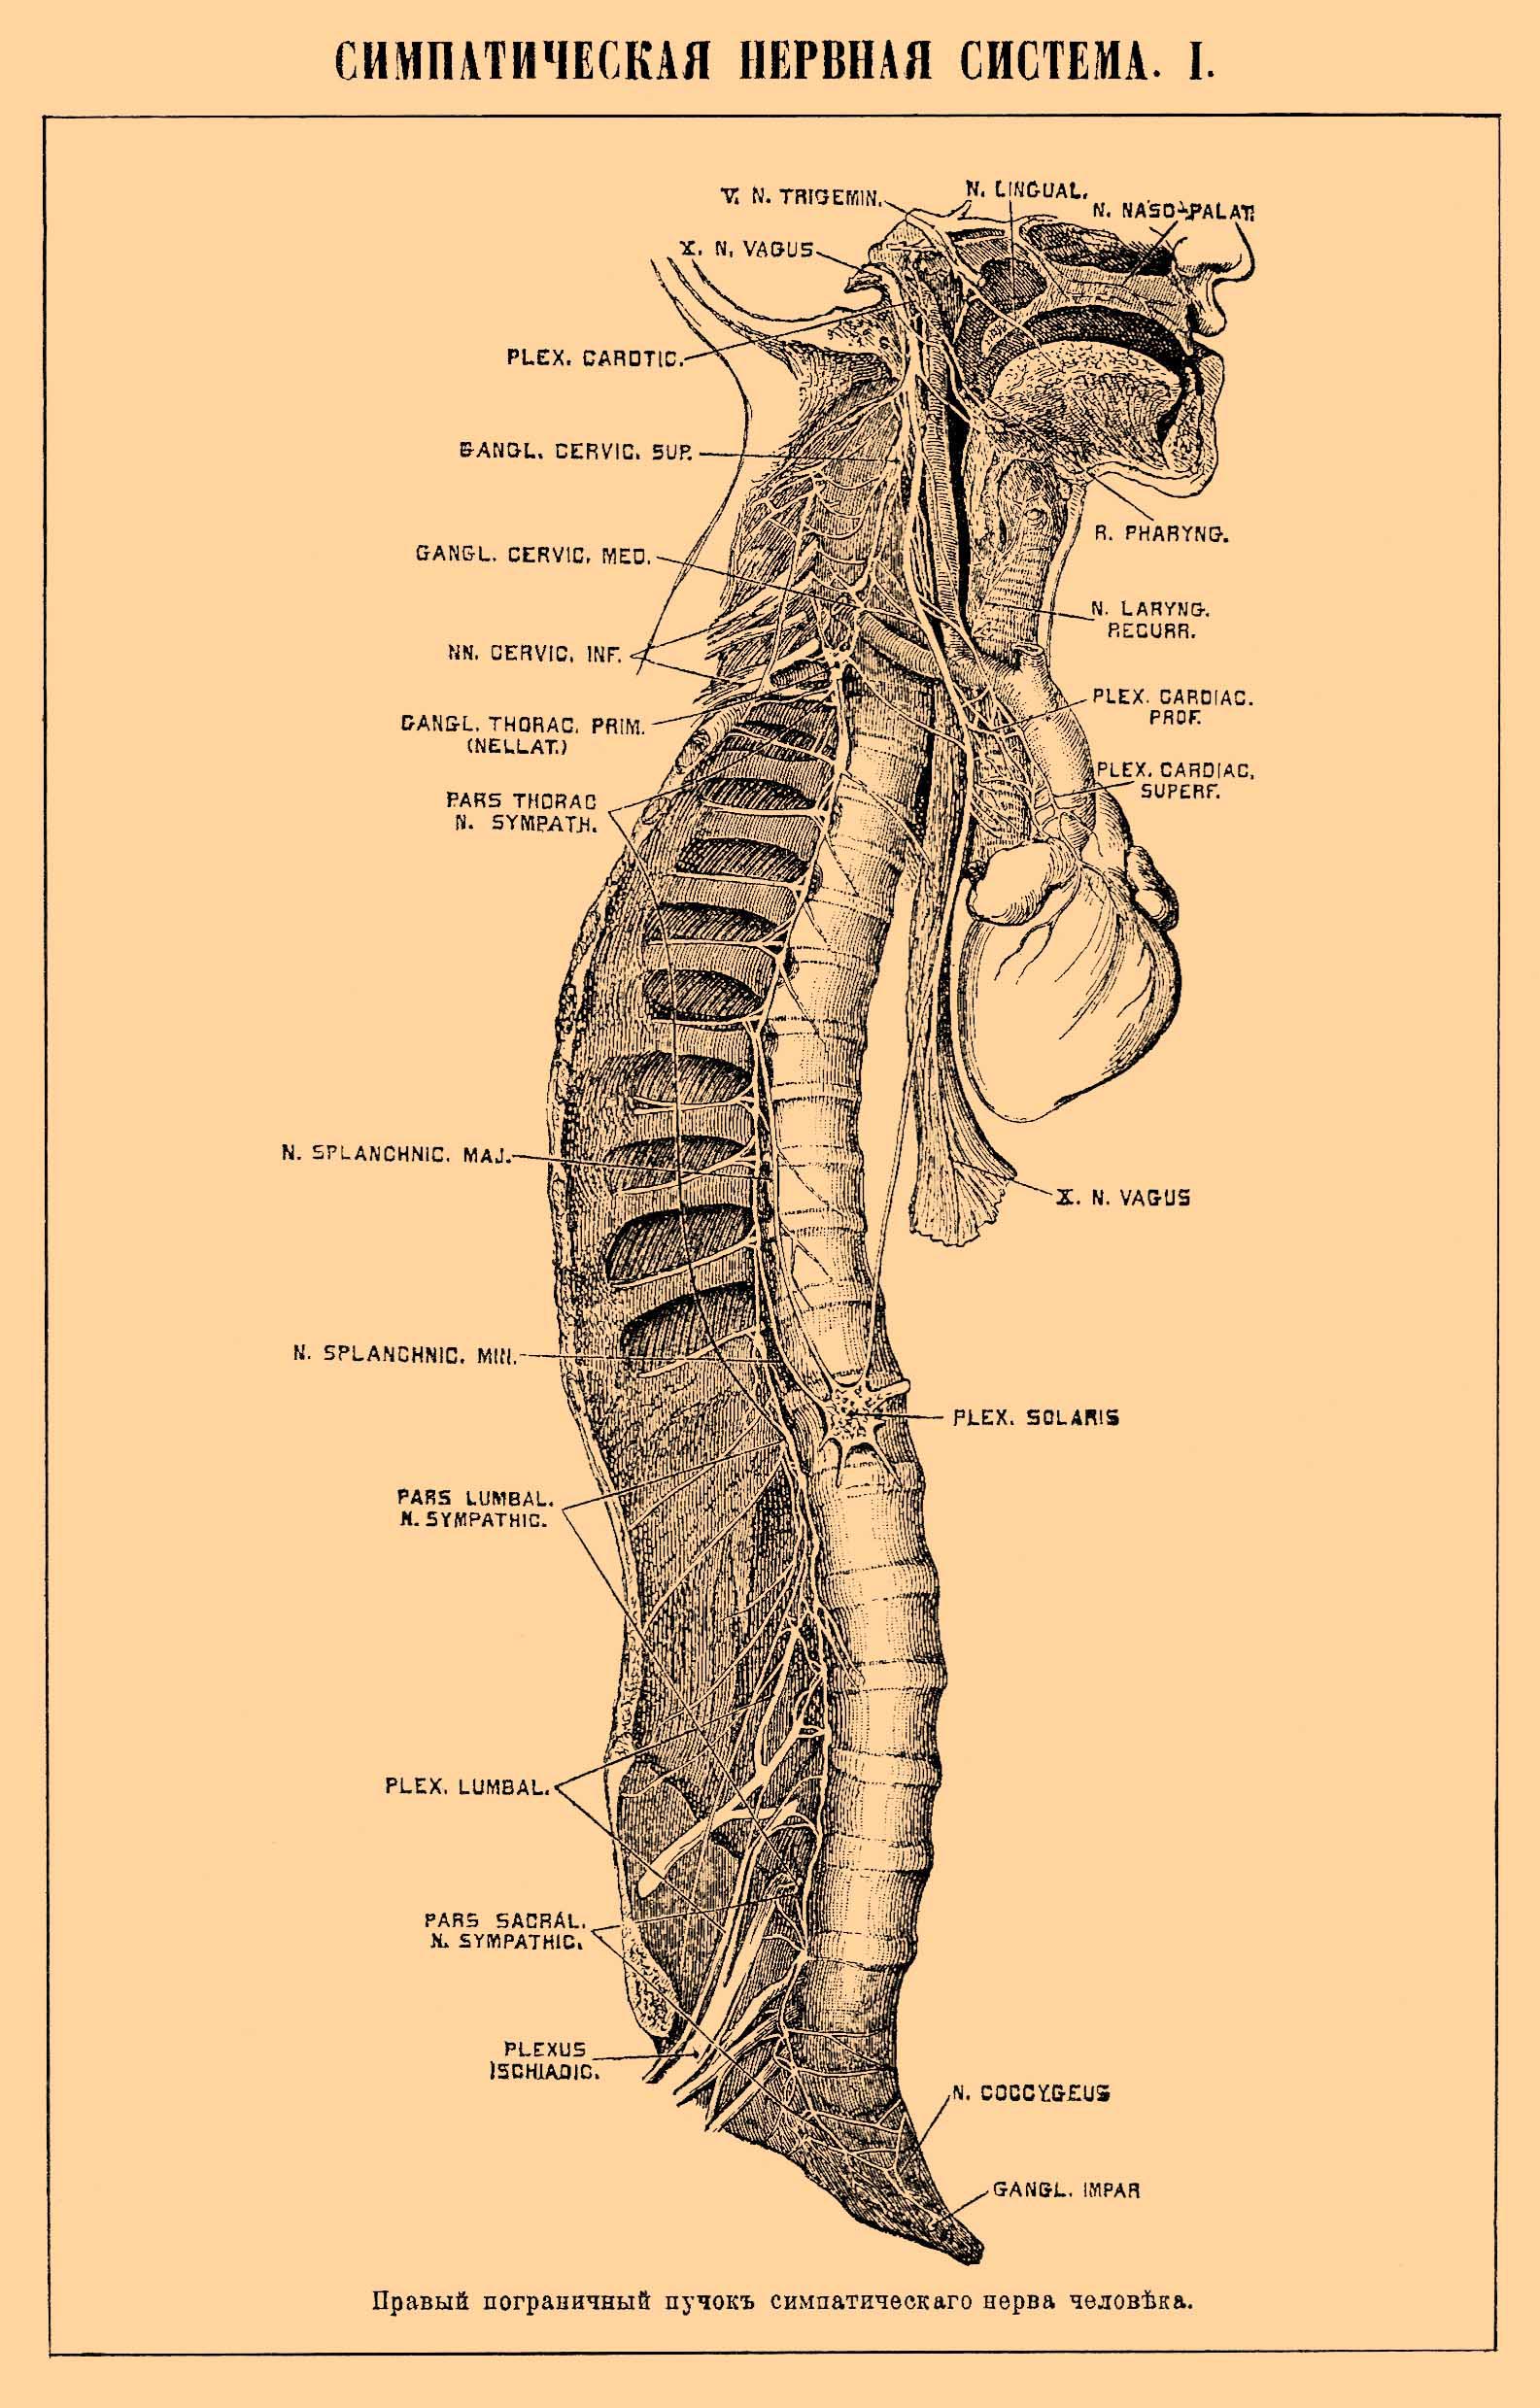 СИМПАТИЧЕСКАЯ НЕРВНАЯ СИСТЕМА. I.
V. N. TRIGEMIN.
N. LINGUAL.
N. NASO-PALAT.
X. N. VAGUS
PLEX. CAROTIC.
GANGL. CERVIC. SUP.
R. PHARYNG.
GANGL. CERVIC. MED.
N. LARYNG.
RECURR.
NN. CERVIC. INF.
PLEX. CARDIAC.
PROF.
GANGL. THORAC. PRIM.
(NELLAT.)
PLEX. CARDIAC.
SUPERF.
PARS THORAC
N. SYMPATH.
N. SPLANCHNIC. MAJ.
X. N. VAGUS
N. SPLANCHNIC. MIN.
PLEX. SOLARIS
PARS LUMBAL.
N. SYMPATHIC.
PLEX. LUMBAL.
PARS SACRAL.
N. SYMPATHIC.
PLEXUS
ISCHIADIC.
N. COCCYGEUS
GANGL. IMPAR
Правый пограничный пучокъ симпатическаго нерва человѣка.